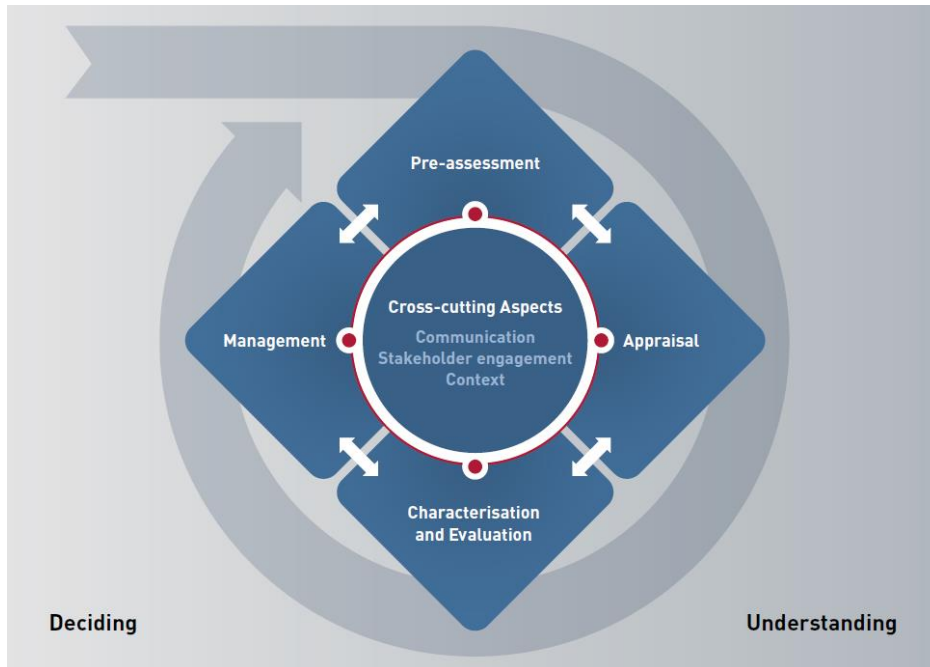 Pre-assessment
Cross-cutting Aspects
Communication
Stakeholder engagement
Context
Management
Appraisal
Characterisation
and Evaluation
Deciding
Understanding